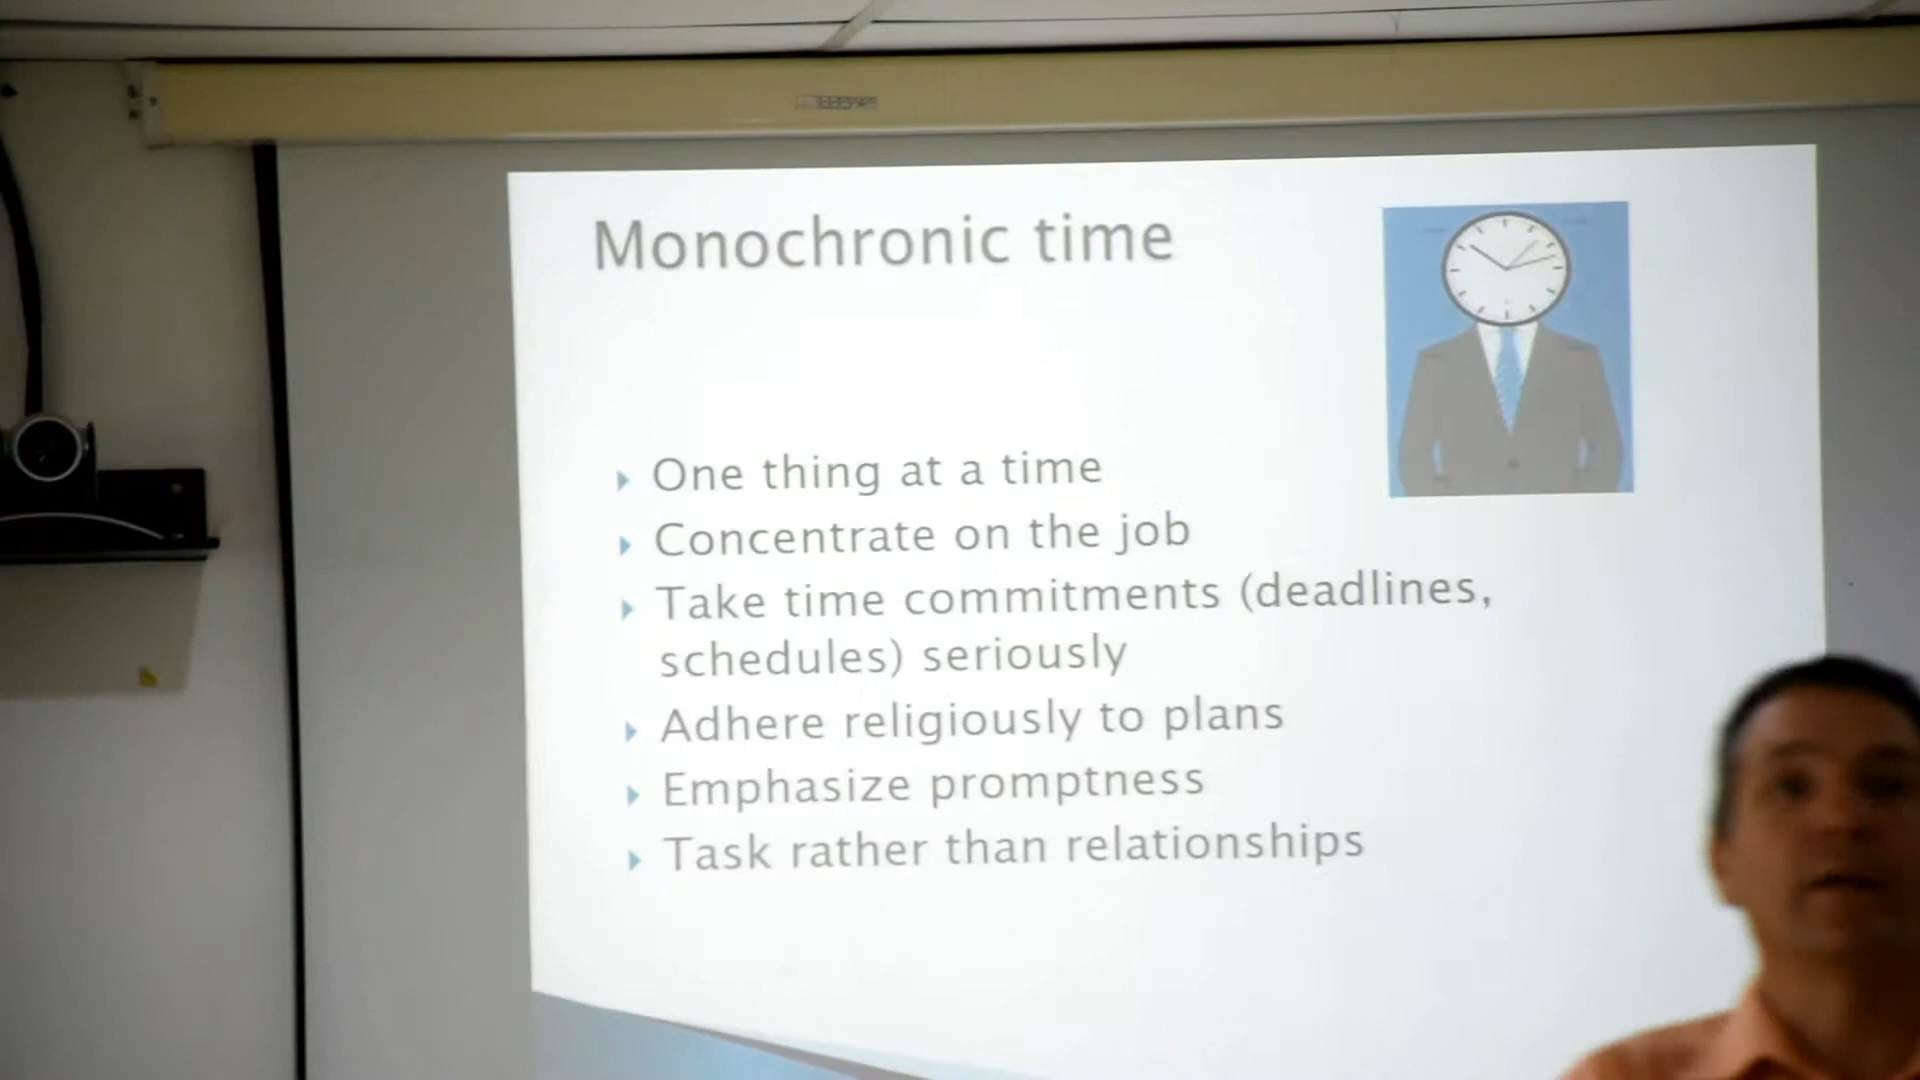 Monochronic time
One thing at a time
Concentrate on the job
Take time commitments (deadlines,
schedules) seriously
Adhere religiously to plans
Emphasize promptness
Task rather than relationships